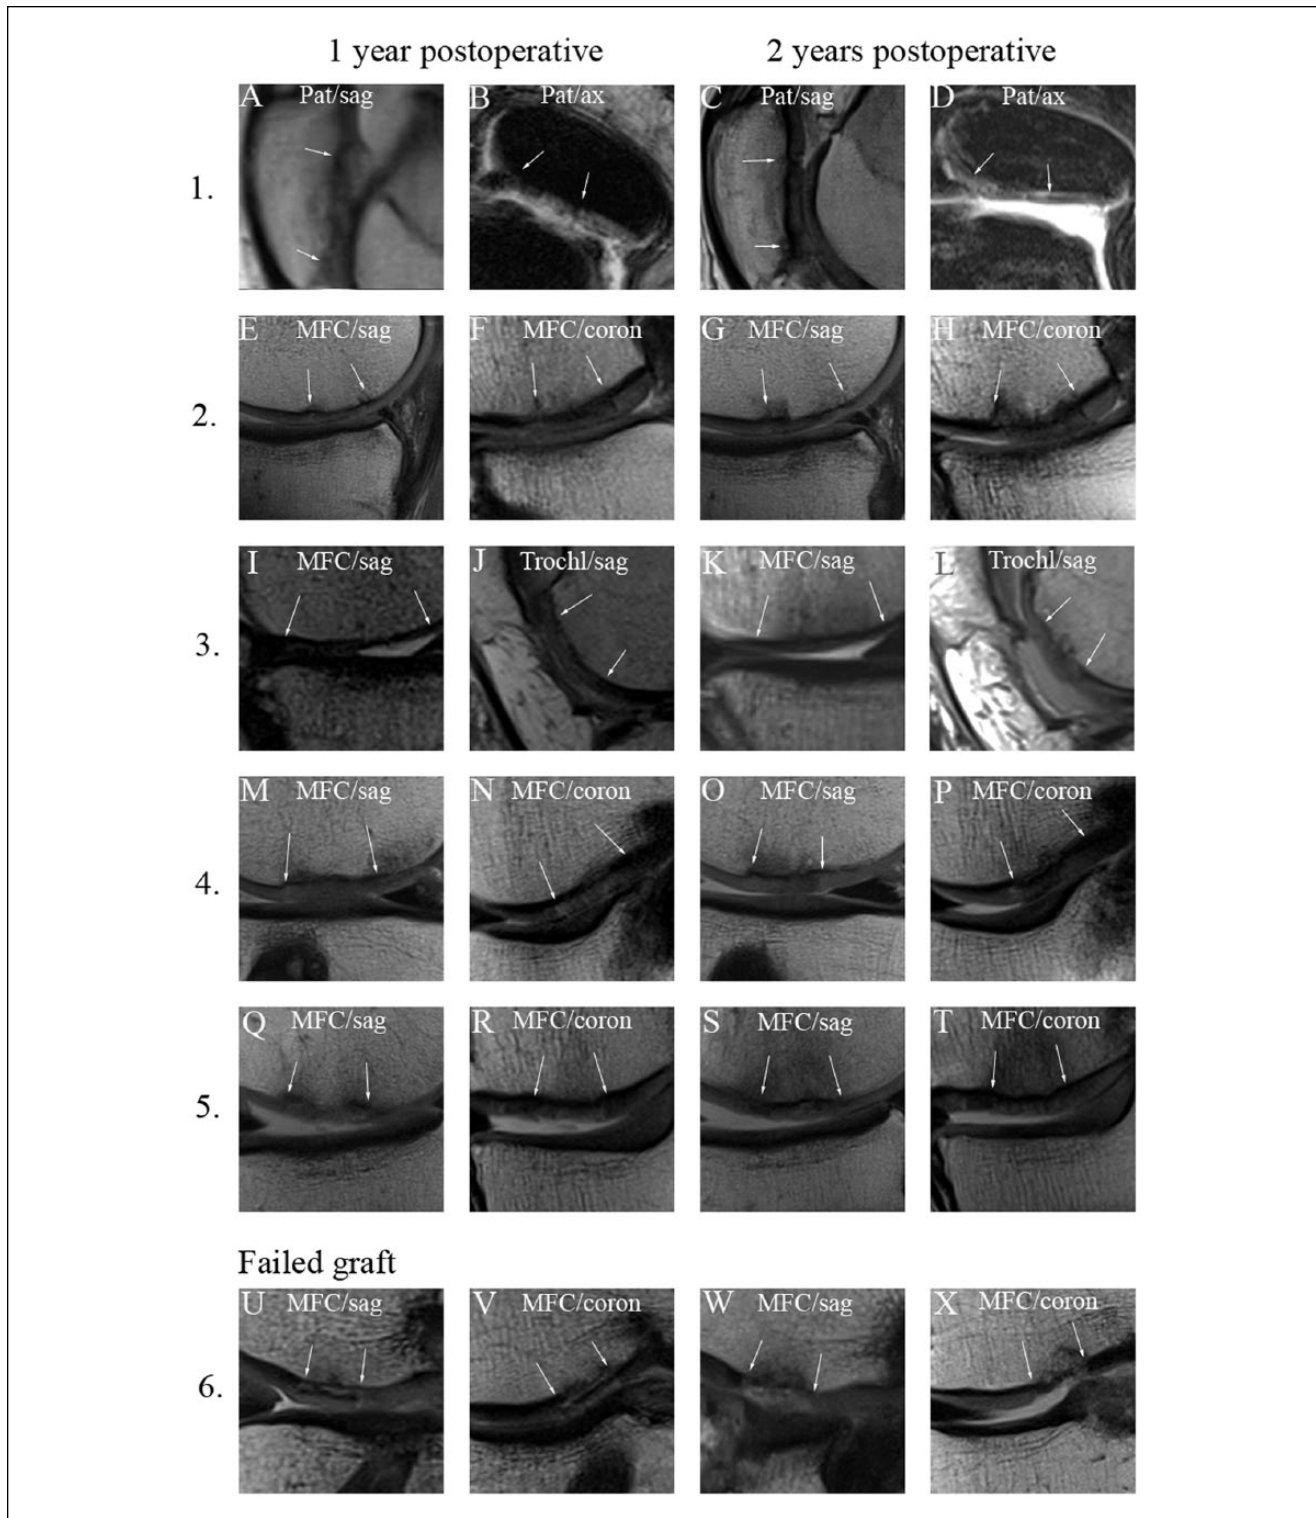 1 year postoperative 2 years postoperative
1. A Pat/sag B Pat/ax C Pat/sag D Pat/ax
2. E MFC/sag F MFC/coron G MFC/sag H MFC/coron
3. I MFC/sag J Trochl/sag K MFC/sag L Trochl/sag
4. M MFC/sag N MFC/coron O MFC/sag P MFC/coron
5. Q MFC/sag R MFC/coron S MFC/sag T MFC/coron
Failed graft
6. U MFC/sag V MFC/coron W MFC/sag X MFC/coron